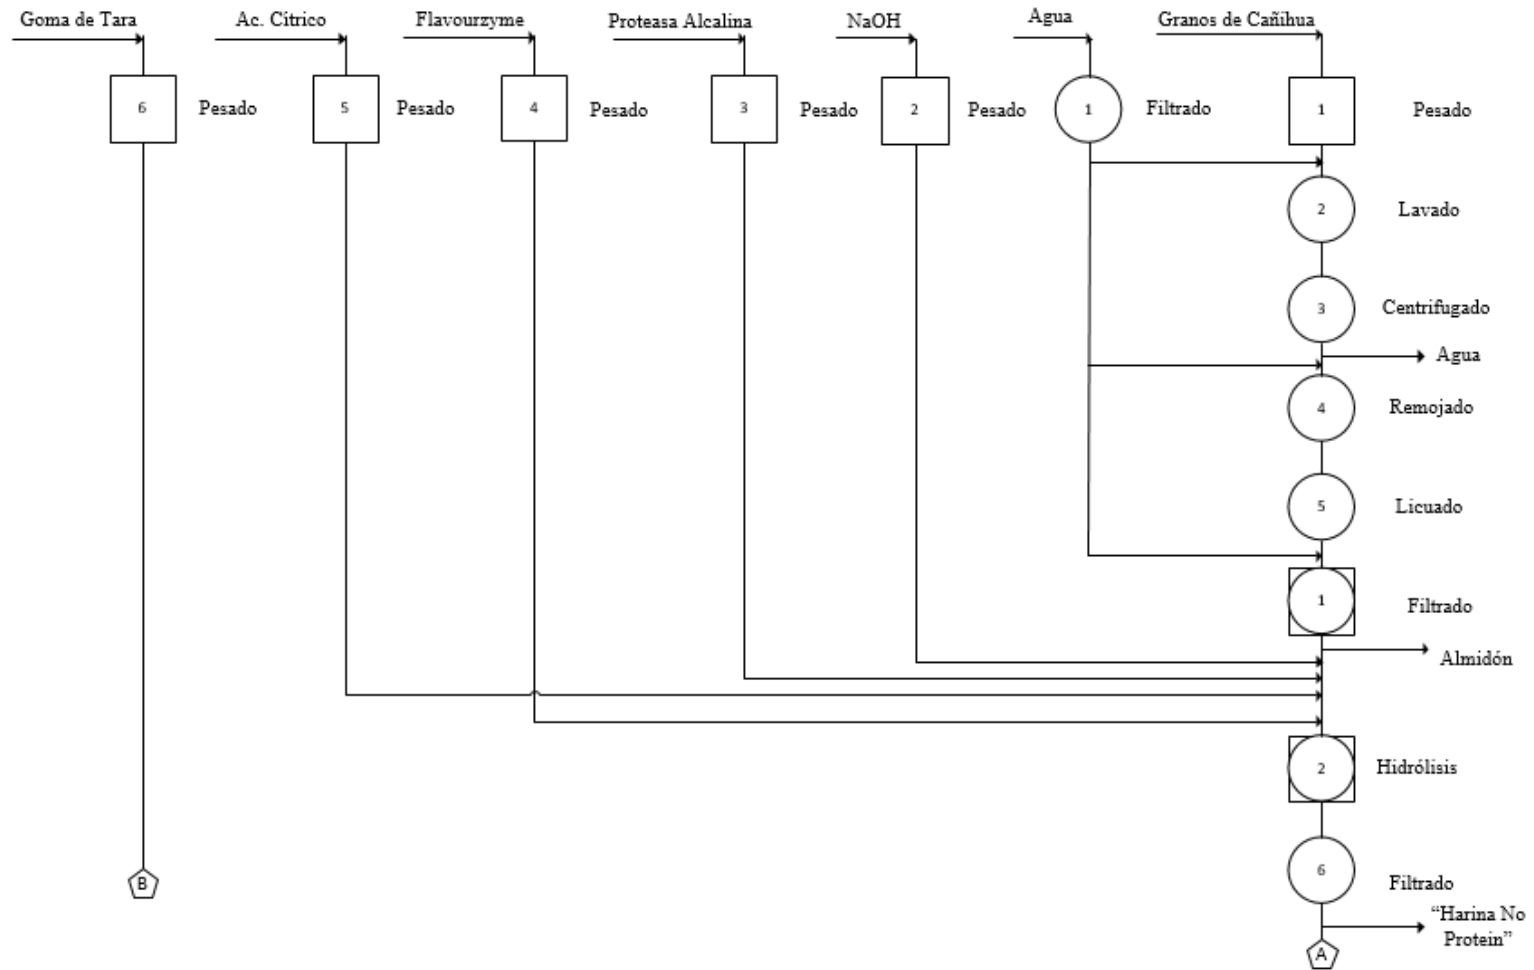 Goma de Tara
Ac. Citrico
Flavourzyme
Proteasa Alcalina
NaOH
Agua
Granos de Cañihua
6
Pesado
5
Pesado
4
Pesado
3
Pesado
2
Pesado
1
Filtrado
1
Pesado
2
Lavado
3
Centrifugado
Agua
4
Remojado
5
Licuado
1
Filtrado
Almidón
2
Hidrólisis
6
Filtrado
B
“Harina No
Protein”
A